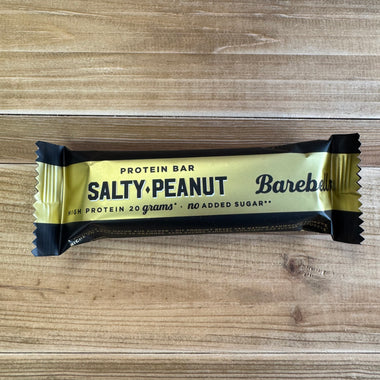 PROTEIN BAR
SALTY·PEANUT
Barebells
HIGH PROTEIN 20 grams* · no ADDED SUGAR**